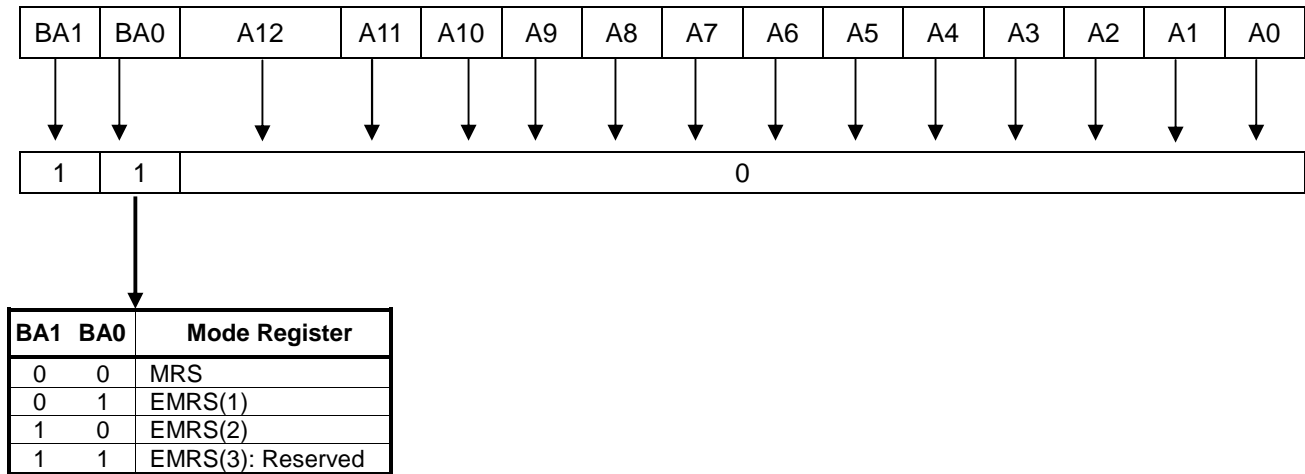 BA1 BA0 A12 A11 A10 A9 A8 A7 A6 A5 A4 A3 A2 A1 A0
1 1 0
BA1 BA0 Mode Register
0 0 MRS
0 1 EMRS(1)
1 0 EMRS(2)
1 1 EMRS(3): Reserved